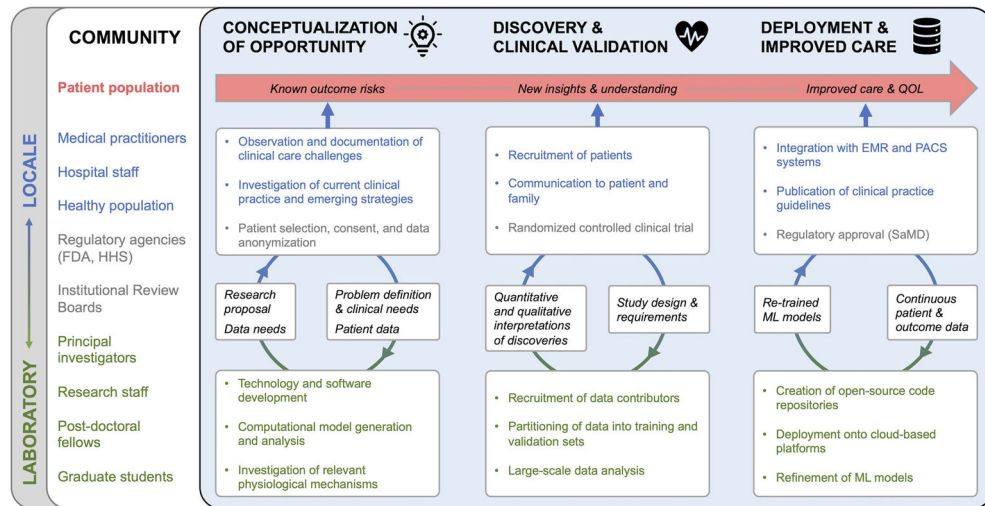 COMMUNITY
CONCEPTUALIZATION
OF OPPORTUNITY
DISCOVERY &
CLINICAL VALIDATION
DEPLOYMENT &
IMPROVED CARE
Patient population
Known outcome risks
New insights & understanding
Improved care & QOL
LOCALE
LABORATORY
Medical practitioners
Hospital staff
Healthy population
Regulatory agencies
(FDA, HHS)
Institutional Review
Boards
Principal
investigators
Research staff
Post-doctoral
fellows
Graduate students
• Observation and documentation of
clinical care challenges
• Investigation of current clinical
practice and emerging strategies
• Patient selection, consent, and data
anonymization
Research
proposal
Data needs
Problem definition
& clinical needs
Patient data
• Technology and software
development
• Computational model generation
and analysis
• Investigation of relevant
physiological mechanisms
• Recruitment of patients
• Communication to patient and
family
• Randomized controlled clinical trial
Quantitative
and qualitative
interpretations
of discoveries
Study design &
requirements
• Recruitment of data contributors
• Partitioning of data into training and
validation sets
• Large-scale data analysis
• Integration with EMR and PACS
systems
• Publication of clinical practice
guidelines
• Regulatory approval (SaMD)
Re-trained
ML models
Continuous
patient &
outcome data
• Creation of open-source code
repositories
• Deployment onto cloud-based
platforms
• Refinement of ML models